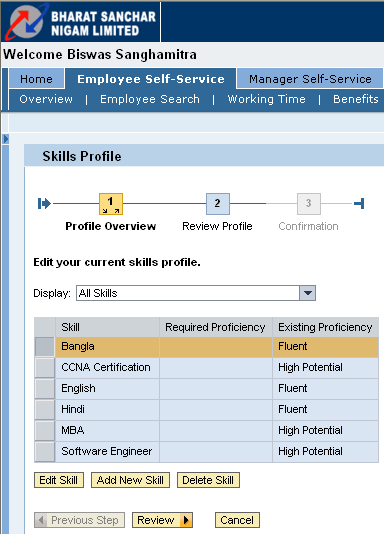 BHARAT SANCHAR
NIGAM LIMITED
Welcome Biswas Sanghamitra
Home Employee Self-Service Manager Self-Service
Overview | Employee Search | Working Time | Benefits
Skills Profile
1 2 3
Profile Overview Review Profile Confirmation
Edit your current skills profile.
Display: All Skills
Skill Required Proficiency Existing Proficiency
Bangla Fluent
CCNA Certification High Potential
English Fluent
Hindi Fluent
MBA High Potential
Software Engineer High Potential
Edit Skill Add New Skill Delete Skill
Previous Step Review Cancel